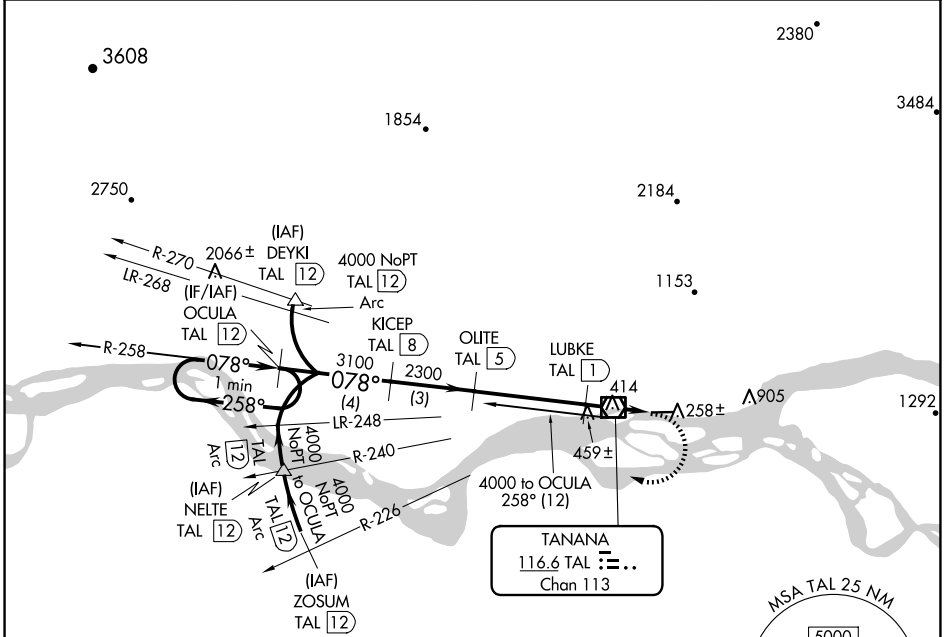 2380
3608
3484
1854
2750
2184
(IAF)
DEYKI
TAL 12
R-270
2066±
4000 NoPT
TAL 12
Arc
LR-268
1153
(IF/IAF)
OCULA
TAL 12
KICEP
TAL 8
OLITE
TAL 5
LUBKE
TAL 1
R-258
078°
1 min
258°
3100
078°
(4)
2300
(3)
414
905
258±
1292
459±
LR-248
4000
NoPT
TAL 12
Arc
R-240
4000
NoPT
to OCULA
TAL 12
Arc
R-226
4000 to OCULA
258° (12)
(IAF)
NELTE
TAL 12
(IAF)
ZOSUM
TAL 12
TANANA
116.6 TAL
Chan 113
MSA TAL 25 NM
5000